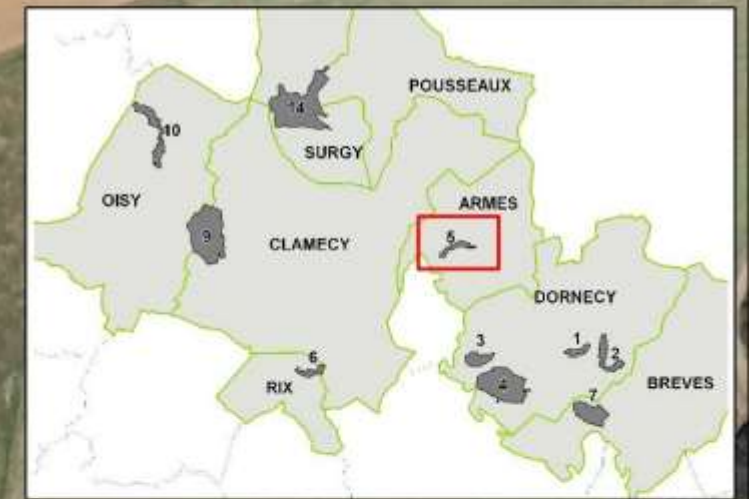 POUSSEAUX
14
10
SURGY
OISY
ARMES
9
CLAMECY
5
DORNECY
3
1
2
6
4
RIX
7
BREVES